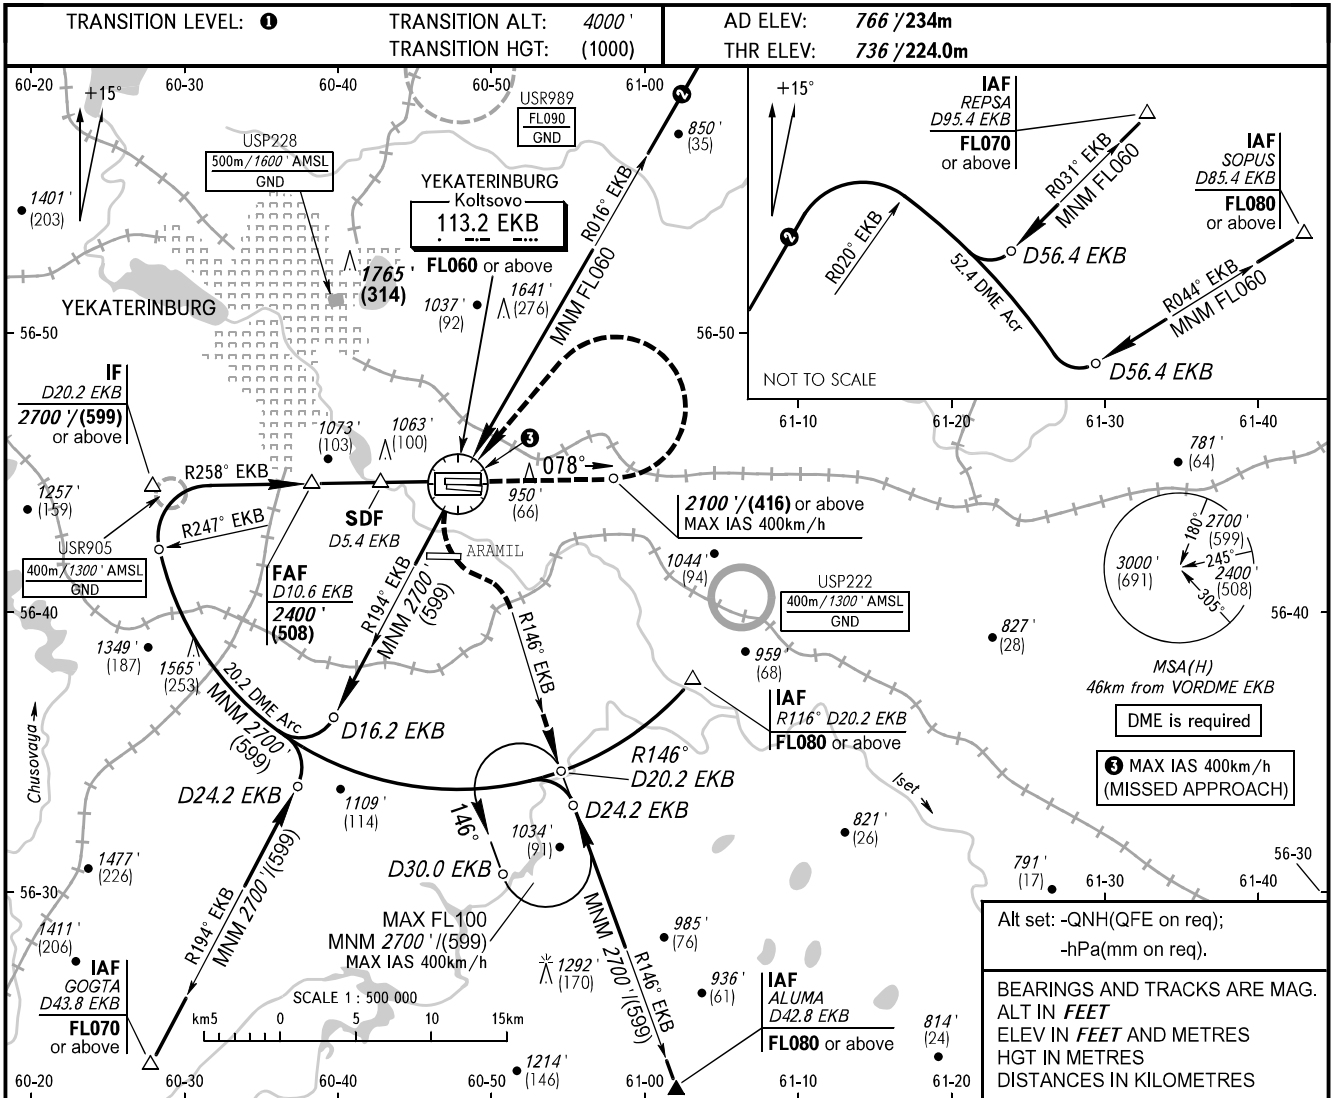 TRANSITION LEVEL: ❶
TRANSITION ALT: 4000'
TRANSITION HGT: (1000)
AD ELEV: 766'/234m
THR ELEV: 736'/224.0m
60-20
60-30
60-40
60-50
61-00
+15°
USP228
500m/1600' AMSL
GND
USR989
FL090
GND
850'
(35)
1401'
(203)
YEKATERINBURG
Koltsovo
113.2 EKB
FL060 or above
1765'
(314)
1037'
(92)
1641'
(276)
R016° EKB
MNM FL060
❷
YEKATERINBURG
+15°
IAF
REPSA
D95.4 EKB
FL070
or above
IAF
SOPUS
D85.4 EKB
FL080
or above
R031° EKB
MNM FL060
D56.4 EKB
❷
R020° EKB
52.4 DME Acr
R044° EKB
MNM FL060
D56.4 EKB
NOT TO SCALE
56-50
56-50
61-10
61-20
61-30
61-40
IF
D20.2 EKB
2700'/(599)
or above
1073'
(103)
1063'
(100)
❸
078°
950'
(66)
781'
(64)
R258° EKB
1257'
(159)
R247° EKB
SDF
D5.4 EKB
2100'/(416) or above
MAX IAS 400km/h
USR905
400m/1300' AMSL
GND
FAF
D10.6 EKB
2400'
(508)
ARAMIL
1044'
(94)
USP222
400m/1300' AMSL
GND
3000'
(691)
180°
2700'
(599)
245°
2400'
(508)
305°
56-40
56-40
R194° EKB
MNM 2700'
(599)
R146° EKB
1349'
(187)
1565'
(253)
959'
(68)
827'
(28)
MSA(H)
46km from VORDME EKB
DME is required
20.2 DME Arc
MNM 2700'
(599)
D16.2 EKB
IAF
R116° D20.2 EKB
FL080 or above
❸ MAX IAS 400km/h
(MISSED APPROACH)
R146°
D20.2 EKB
D24.2 EKB
D24.2 EKB
Chusovaya
Iset
1109'
(114)
146°
1034'
(91)
821'
(26)
D30.0 EKB
1477'
(226)
791'
(17)
56-30
56-30
61-30
61-40
R194° EKB
MNM 2700'/(599)
MAX FL100
MNM 2700'/(599)
MAX IAS 400km/h
MNM 2700'/(599)
R146° EKB
985'
(76)
1411'
(206)
1292'
(170)
936'
(61)
IAF
GOGTA
D43.8 EKB
FL070
or above
SCALE 1 : 500 000
km5 0 5 10 15km
IAF
ALUMA
D42.8 EKB
FL080 or above
814'
(24)
1214'
(146)
Alt set: -QNH(QFE on req);
-hPa(mm on req).
BEARINGS AND TRACKS ARE MAG.
ALT IN FEET
ELEV IN FEET AND METRES
HGT IN METRES
DISTANCES IN KILOMETRES
60-20
60-30
60-40
60-50
61-00
61-10
61-20